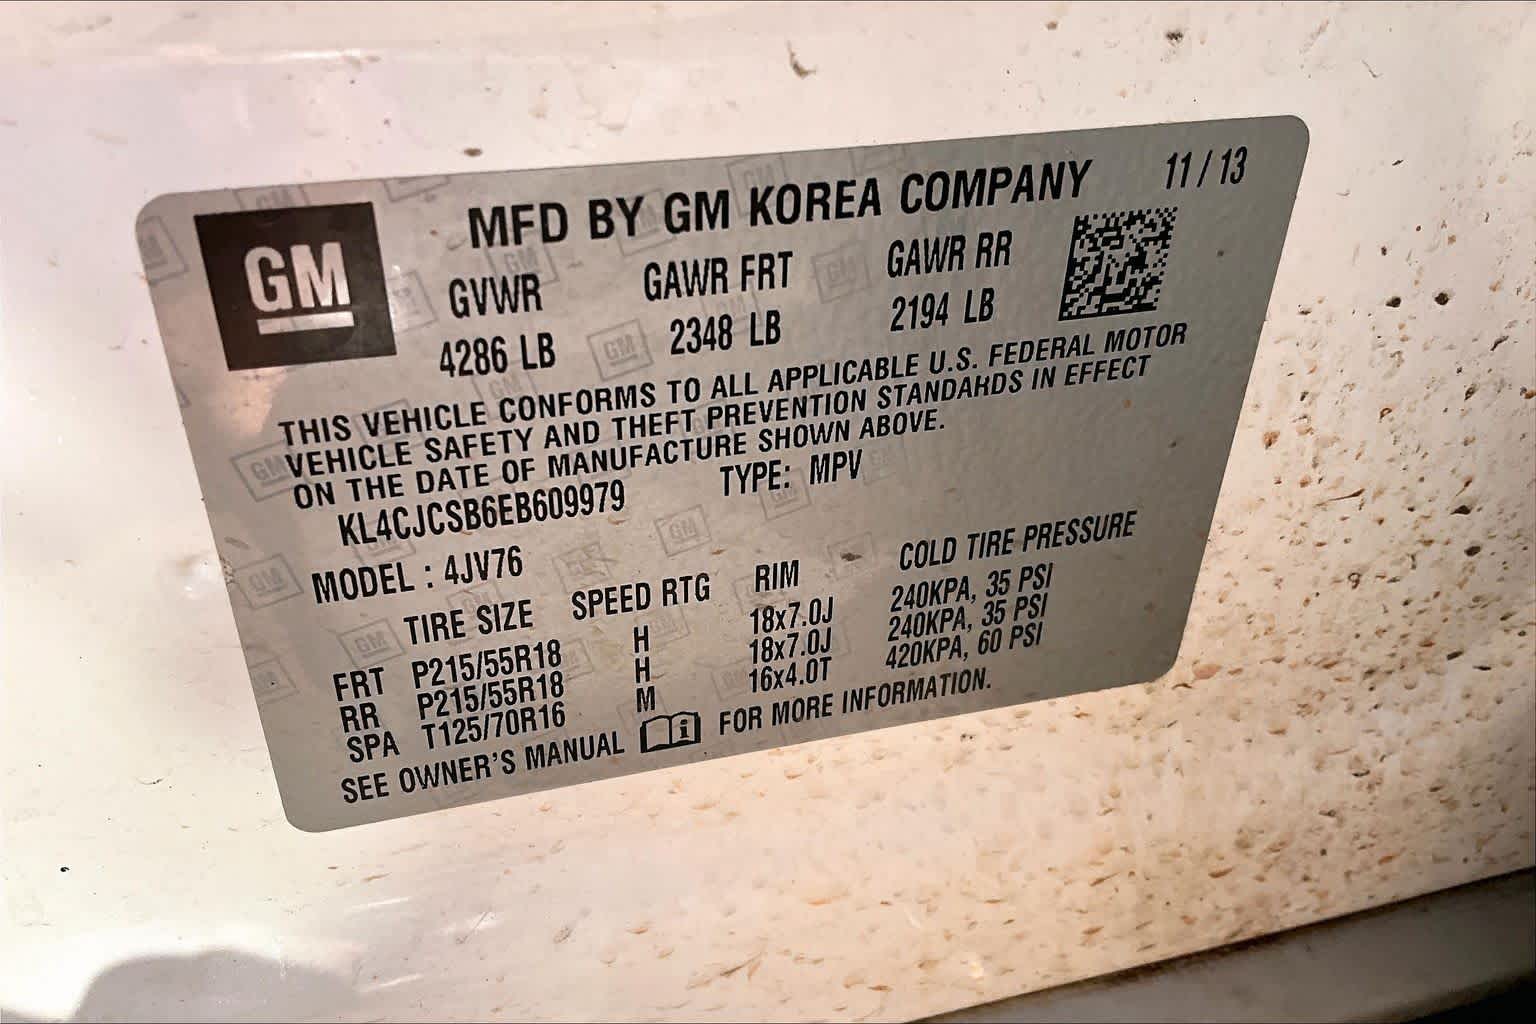 GM
MFD BY GM KOREA COMPANY 11 / 13
GVWR GAWR FRT GAWR RR
4286 LB 2348 LB 2194 LB
THIS VEHICLE CONFORMS TO ALL APPLICABLE U.S. FEDERAL MOTOR
VEHICLE SAFETY AND THEFT PREVENTION STANDARDS IN EFFECT
ON THE DATE OF MANUFACTURE SHOWN ABOVE.
KL4CJCSB6EB609979 TYPE: MPV
MODEL : 4JV76
TIRE SIZE SPEED RTG RIM COLD TIRE PRESSURE
FRT P215/55R18 H 18x7.0J 240KPA, 35 PSI
RR P215/55R18 H 18x7.0J 240KPA, 35 PSI
SPA T125/70R16 M 16x4.0T 420KPA, 60 PSI
SEE OWNER'S MANUAL i FOR MORE INFORMATION.